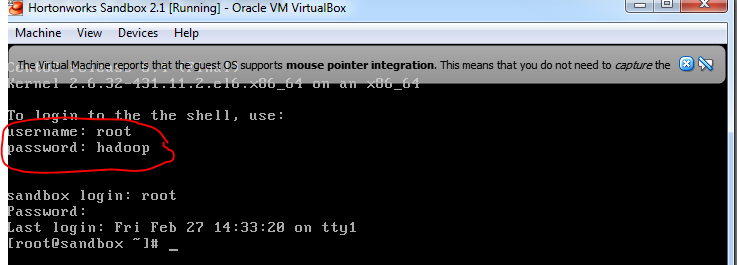 Hortonworks Sandbox 2.1 [Running] - Oracle VM VirtualBox
Machine View Devices Help
The Virtual Machine reports that the guest OS supports mouse pointer integration. This means that you do not need to capture the
Kernel 2.6.32-431.11.2.el6.x86_64 on an x86_64
To login to the the shell, use:
username: root
password: hadoop
sandbox login: root
Password:
Last login: Fri Feb 27 14:33:20 on tty1
[root@sandbox ~]# _